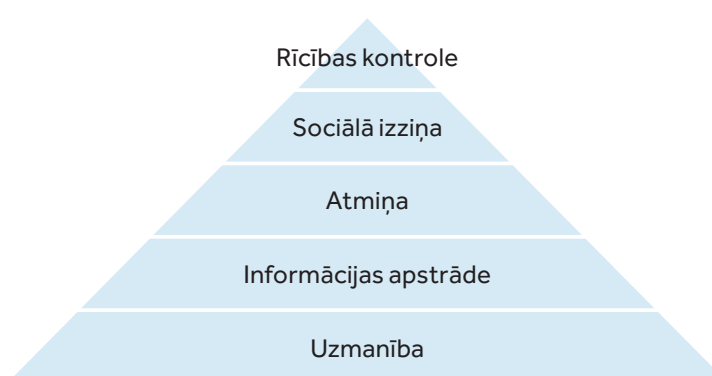 Rīcības kontrole
Sociālā izziņa
Atmiņa
Informācijas apstrāde
Uzmanība